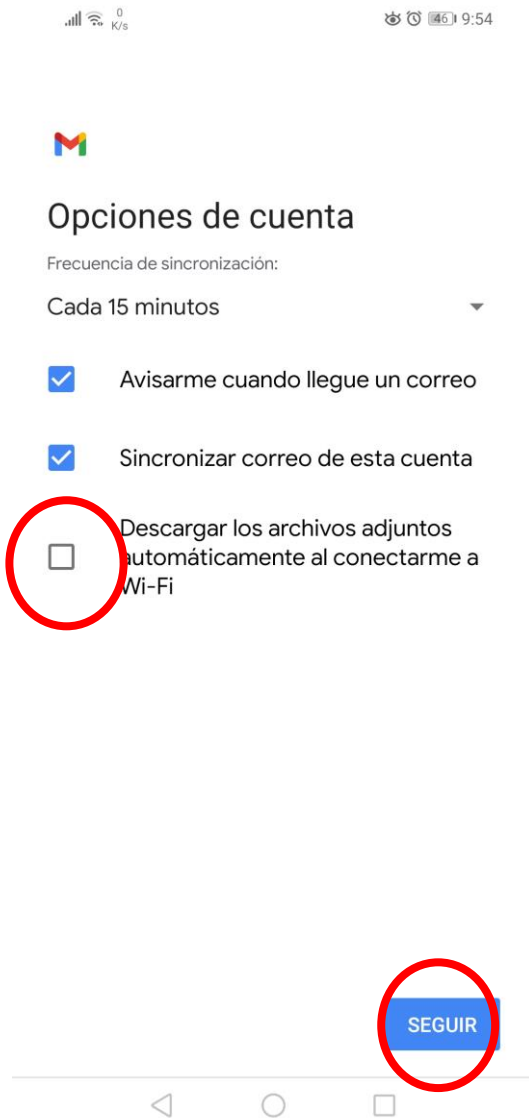 0
K/s
46
9:54
Opciones de cuenta
Frecuencia de sincronización:
Cada 15 minutos
Avisarme cuando llegue un correo
Sincronizar correo de esta cuenta
Descargar los archivos adjuntos
automáticamente al conectarme a
Wi-Fi
SEGUIR